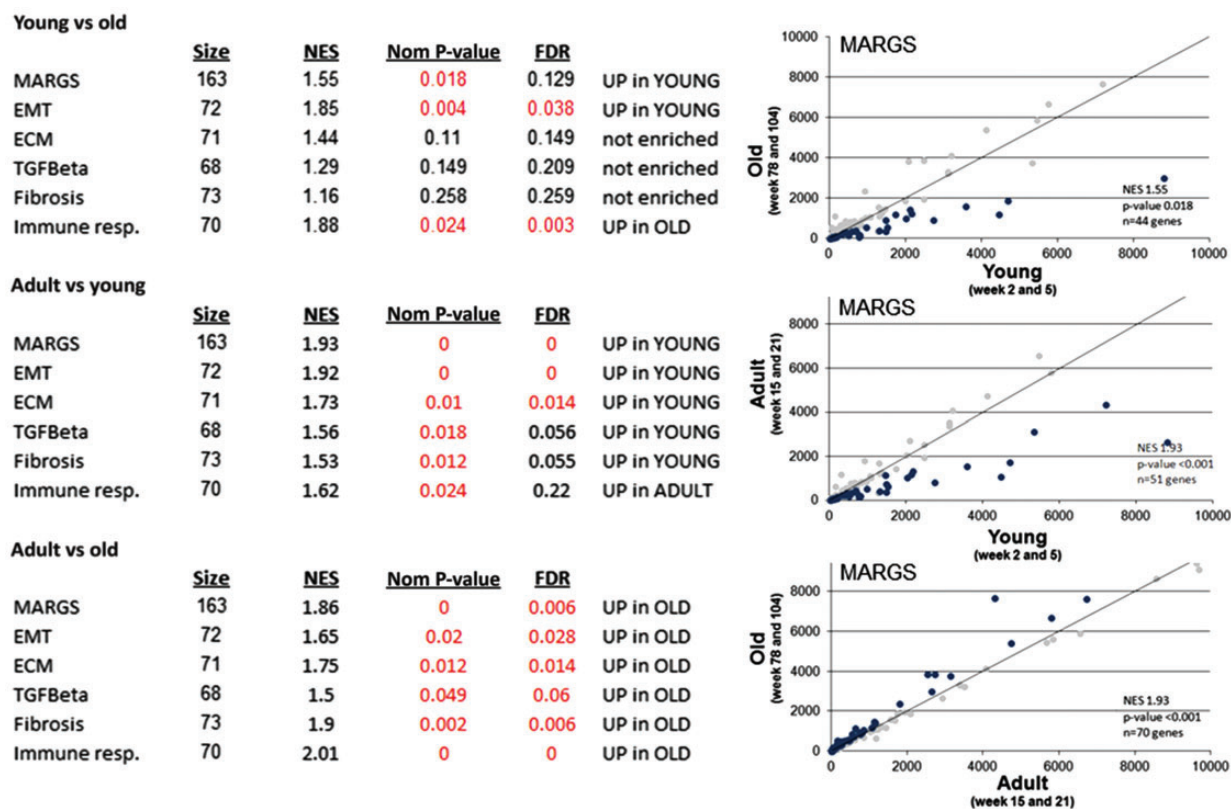 Young vs old
Size NES Nom P-value FDR
MARGS 163 1.55 0.018 0.129 UP in YOUNG
EMT 72 1.85 0.004 0.038 UP in YOUNG
ECM 71 1.44 0.11 0.149 not enriched
TGFBeta 68 1.29 0.149 0.209 not enriched
Fibrosis 73 1.16 0.258 0.259 not enriched
Immune resp. 70 1.88 0.024 0.003 UP in OLD
MARGS
10000
8000
6000
4000
2000
0
Old
(week 78 and 104)
NES 1.55
p-value 0.018
n=44 genes
0 2000 4000 6000 8000 10000
Young
(week 2 and 5)
Adult vs young
Size NES Nom P-value FDR
MARGS 163 1.93 0 0 UP in YOUNG
EMT 72 1.92 0 0 UP in YOUNG
ECM 71 1.73 0.01 0.014 UP in YOUNG
TGFBeta 68 1.56 0.018 0.056 UP in YOUNG
Fibrosis 73 1.53 0.012 0.055 UP in YOUNG
Immune resp. 70 1.62 0.024 0.22 UP in ADULT
MARGS
8000
6000
4000
2000
0
Adult
(week 15 and 21)
NES 1.93
p-value <0.001
n=51 genes
0 2000 4000 6000 8000 10000
Young
(week 2 and 5)
Adult vs old
Size NES Nom P-value FDR
MARGS 163 1.86 0 0.006 UP in OLD
EMT 72 1.65 0.02 0.028 UP in OLD
ECM 71 1.75 0.012 0.014 UP in OLD
TGFBeta 68 1.5 0.049 0.06 UP in OLD
Fibrosis 73 1.9 0.002 0.006 UP in OLD
Immune resp. 70 2.01 0 0 UP in OLD
MARGS
8000
6000
4000
2000
0
Old
(week 78 and 104)
NES 1.93
p-value <0.001
n=70 genes
0 2000 4000 6000 8000 10000
Adult
(week 15 and 21)